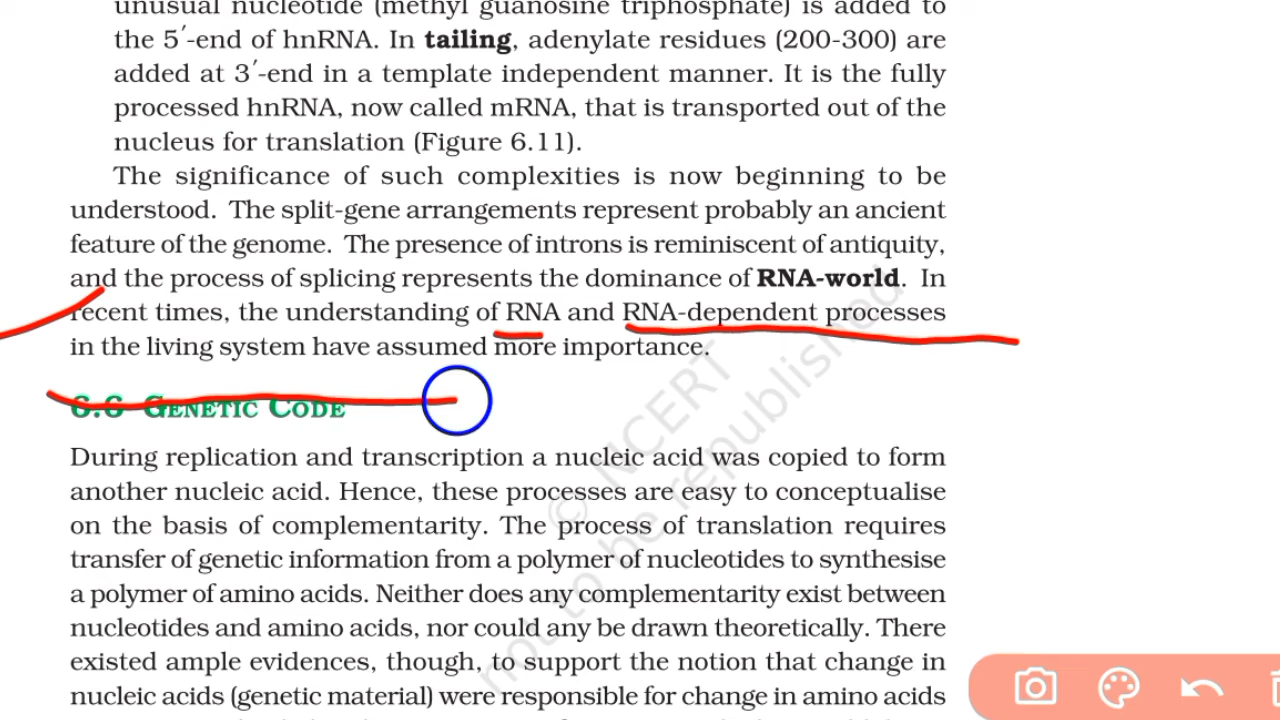 unusual nucleotide (methyl guanosine triphosphate) is added to
the 5′-end of hnRNA. In tailing, adenylate residues (200-300) are
added at 3′-end in a template independent manner. It is the fully
processed hnRNA, now called mRNA, that is transported out of the
nucleus for translation (Figure 6.11).
The significance of such complexities is now beginning to be
understood. The split-gene arrangements represent probably an ancient
feature of the genome. The presence of introns is reminiscent of antiquity,
and the process of splicing represents the dominance of RNA-world. In
recent times, the understanding of RNA and RNA-dependent processes
in the living system have assumed more importance.
6.6 GENETIC CODE
During replication and transcription a nucleic acid was copied to form
another nucleic acid. Hence, these processes are easy to conceptualise
on the basis of complementarity. The process of translation requires
transfer of genetic information from a polymer of nucleotides to synthesise
a polymer of amino acids. Neither does any complementarity exist between
nucleotides and amino acids, nor could any be drawn theoretically. There
existed ample evidences, though, to support the notion that change in
nucleic acids (genetic material) were responsible for change in amino acids
© NCERT
not to be republished